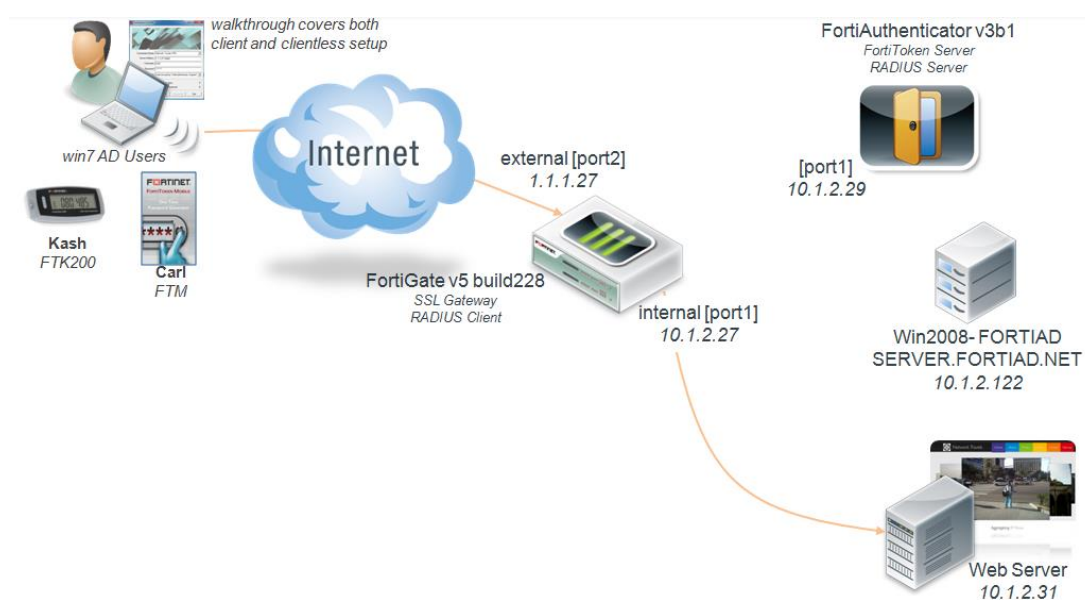 walkthrough covers both
client and clientless setup
win7 AD Users
080 485
Kash
FTK200
FORTINET
Carl
FTM
Internet
external [port2]
1.1.1.27
FortiGate v5 build228
SSL Gateway
RADIUS Client
internal [port1]
10.1.2.27
FortiAuthenticator v3b1
FortiToken Server
RADIUS Server
[port1]
10.1.2.29
Win2008- FORTIAD
SERVER.FORTIAD.NET
10.1.2.122
Web Server
10.1.2.31